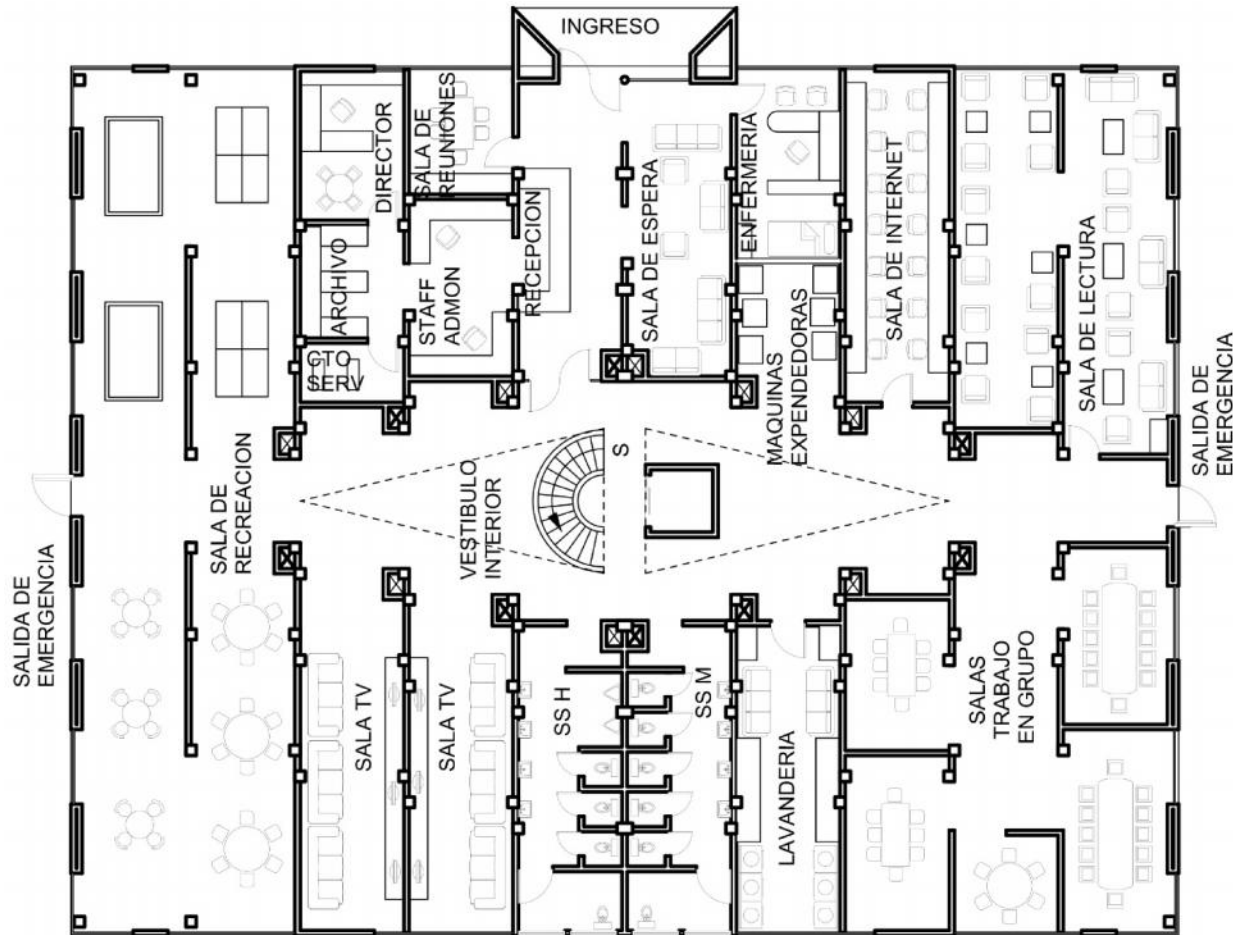 INGRESO
DIRECTOR
SALA DE
REUNIONES
ARCHIVO
STAFF
ADMON
RECEPCION
CTO
SERV
SALA DE ESPERA
ENFERMERIA
MAQUINAS
EXPENDEDORAS
SALA DE INTERNET
SALA DE LECTURA
SALIDA DE
EMERGENCIA
SALA DE
RECREACION
VESTIBULO
INTERIOR
S
SALIDA DE
EMERGENCIA
SALA TV
SALA TV
SS H
SS M
LAVANDERIA
SALAS
TRABAJO
EN GRUPO